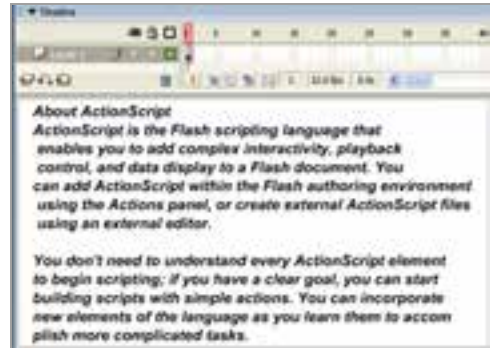 Timeline
About ActionScript
ActionScript is the Flash scripting language that
enables you to add complex interactivity, playback
control, and data display to a Flash document. You
can add ActionScript within the Flash authoring environment
using the Actions panel, or create external ActionScript files
using an external editor.
You don't need to understand every ActionScript element
to begin scripting; if you have a clear goal, you can start
building scripts with simple actions. You can incorporate
new elements of the language as you learn them to accom
plish more complicated tasks.